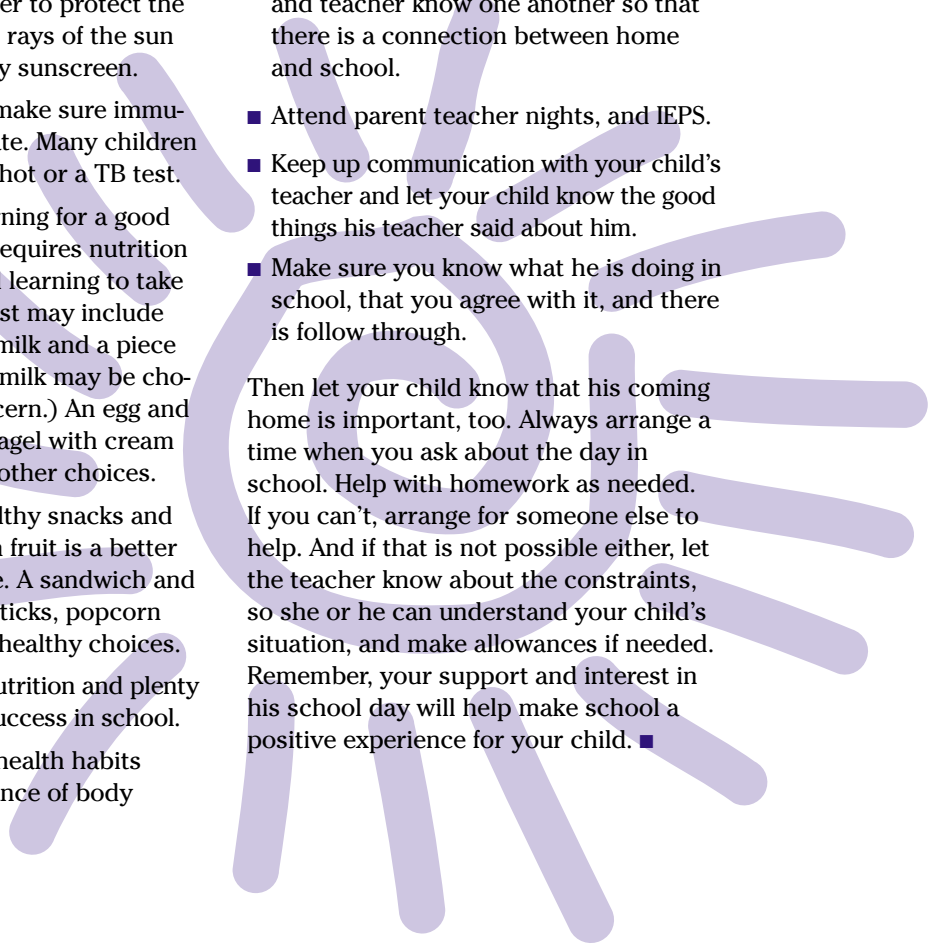 er to protect the
rays of the sun
y sunscreen.
make sure immu-
te. Many children
hot or a TB test.
rning for a good
equires nutrition
learning to take
st may include
milk and a piece
milk may be cho-
cern.) An egg and
agel with cream
other choices.
lthy snacks and
fruit is a better
e. A sandwich and
ticks, popcorn
healthy choices.
utrition and plenty
uccess in school.
health habits
nce of body
and teacher know one another so that
there is a connection between home
and school.
■ Attend parent teacher nights, and IEPS.
■ Keep up communication with your child's
teacher and let your child know the good
things his teacher said about him.
■ Make sure you know what he is doing in
school, that you agree with it, and there
is follow through.
Then let your child know that his coming
home is important, too. Always arrange a
time when you ask about the day in
school. Help with homework as needed.
If you can't, arrange for someone else to
help. And if that is not possible either, let
the teacher know about the constraints,
so she or he can understand your child's
situation, and make allowances if needed.
Remember, your support and interest in
his school day will help make school a
positive experience for your child. ■